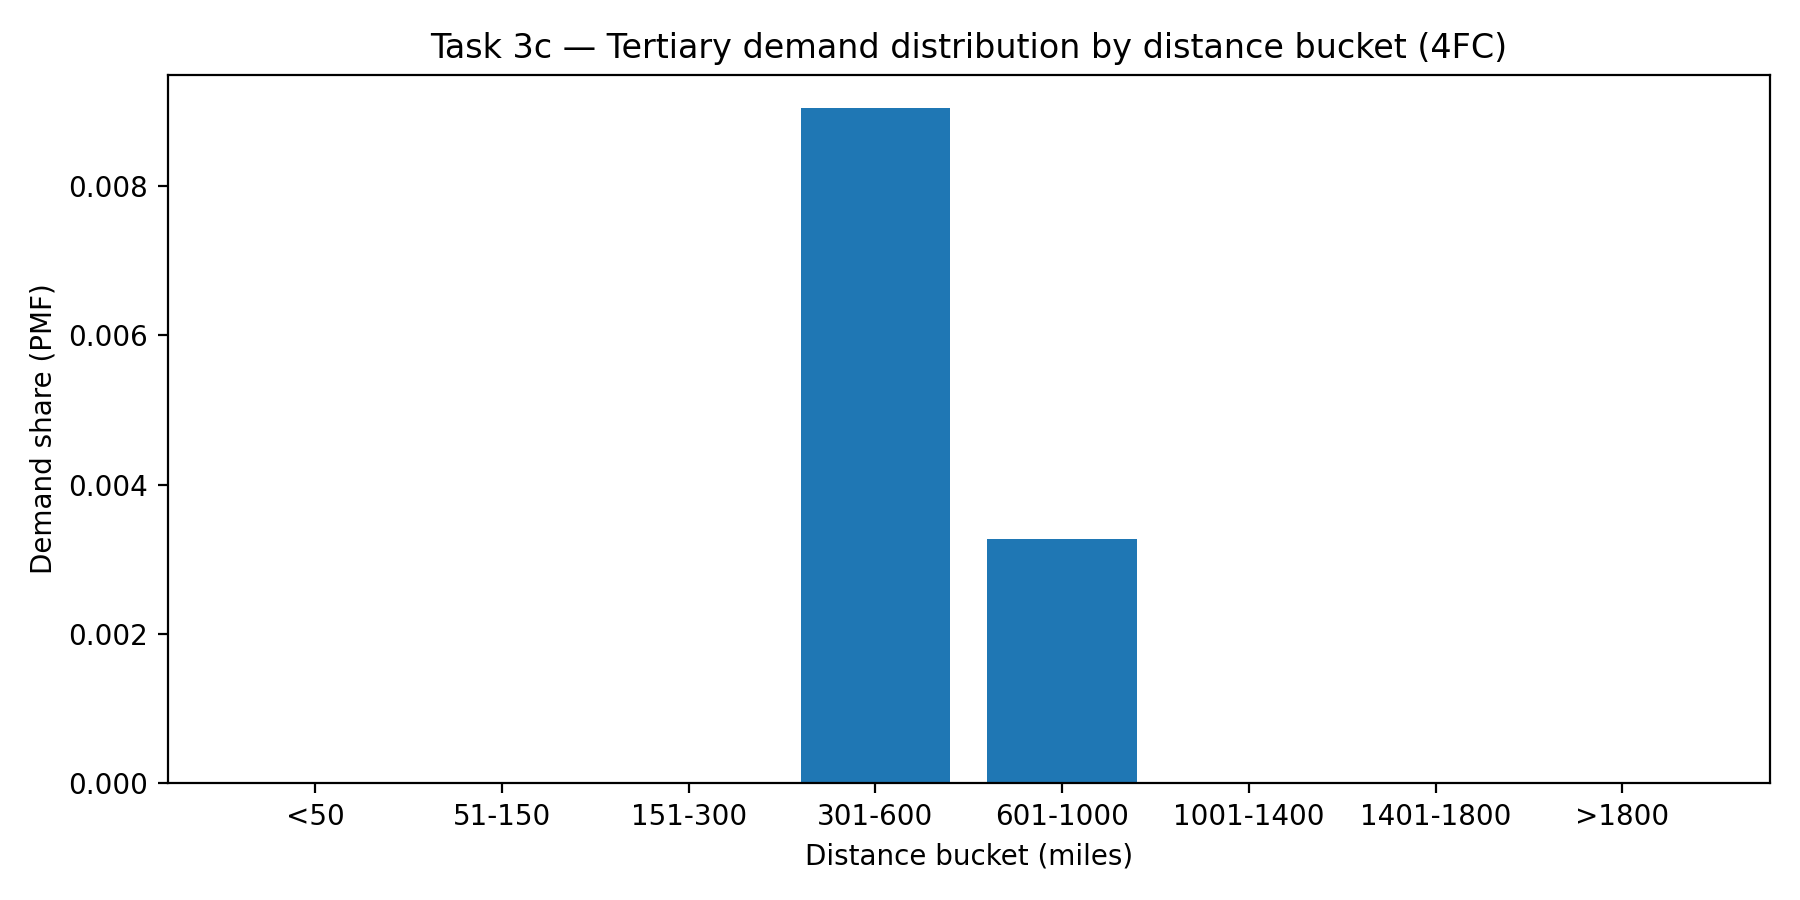 Task 3c — Tertiary demand distribution by distance bucket (4FC)
Demand share (PMF)
0.008
0.006
0.004
0.002
0.000
<50 51-150 151-300 301-600 601-1000 1001-1400 1401-1800 >1800
Distance bucket (miles)